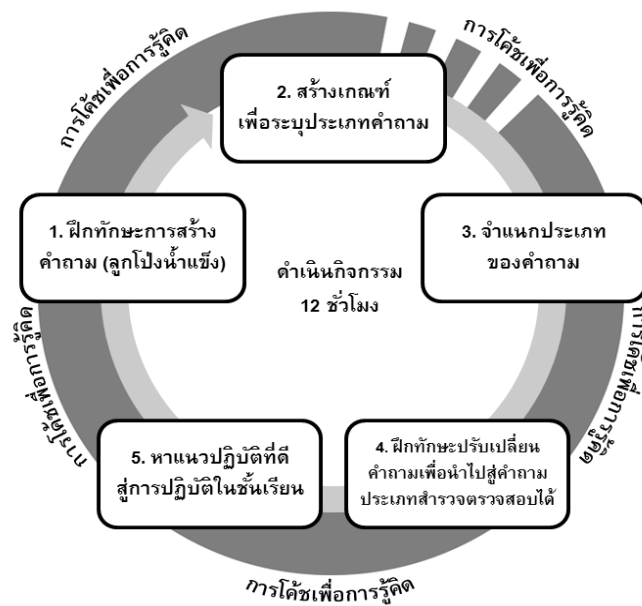 การโค้ชเพื่อการรู้คิด
การโค้ชเพื่อการรู้คิด
2. สร้างเกณฑ์
เพื่อระบุประเภทคำถาม
1. ฝึกทักษะการสร้าง
คำถาม (ลูกโป่งน้ำแข็ง)
3. จำแนกประเภท
ของคำถาม
ดำเนินกิจกรรม
12 ชั่วโมง
การโค้ชเพื่อการรู้คิด
การโค้ชเพื่อการรู้คิด
5. หาแนวปฏิบัติที่ดี
สู่การปฏิบัติในชั้นเรียน
4. ฝึกทักษะปรับเปลี่ยน
คำถามเพื่อนำไปสู่คำถาม
ประเภทสำรวจตรวจสอบได้
การโค้ชเพื่อการรู้คิด